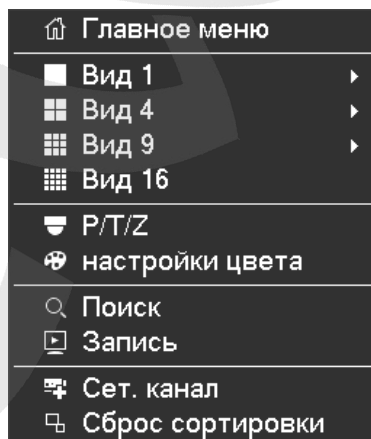 Главное меню
Вид 1
Вид 4
Вид 9
Вид 16
P/T/Z
настройки цвета
Поиск
Запись
Сет. канал
Сброс сортировки